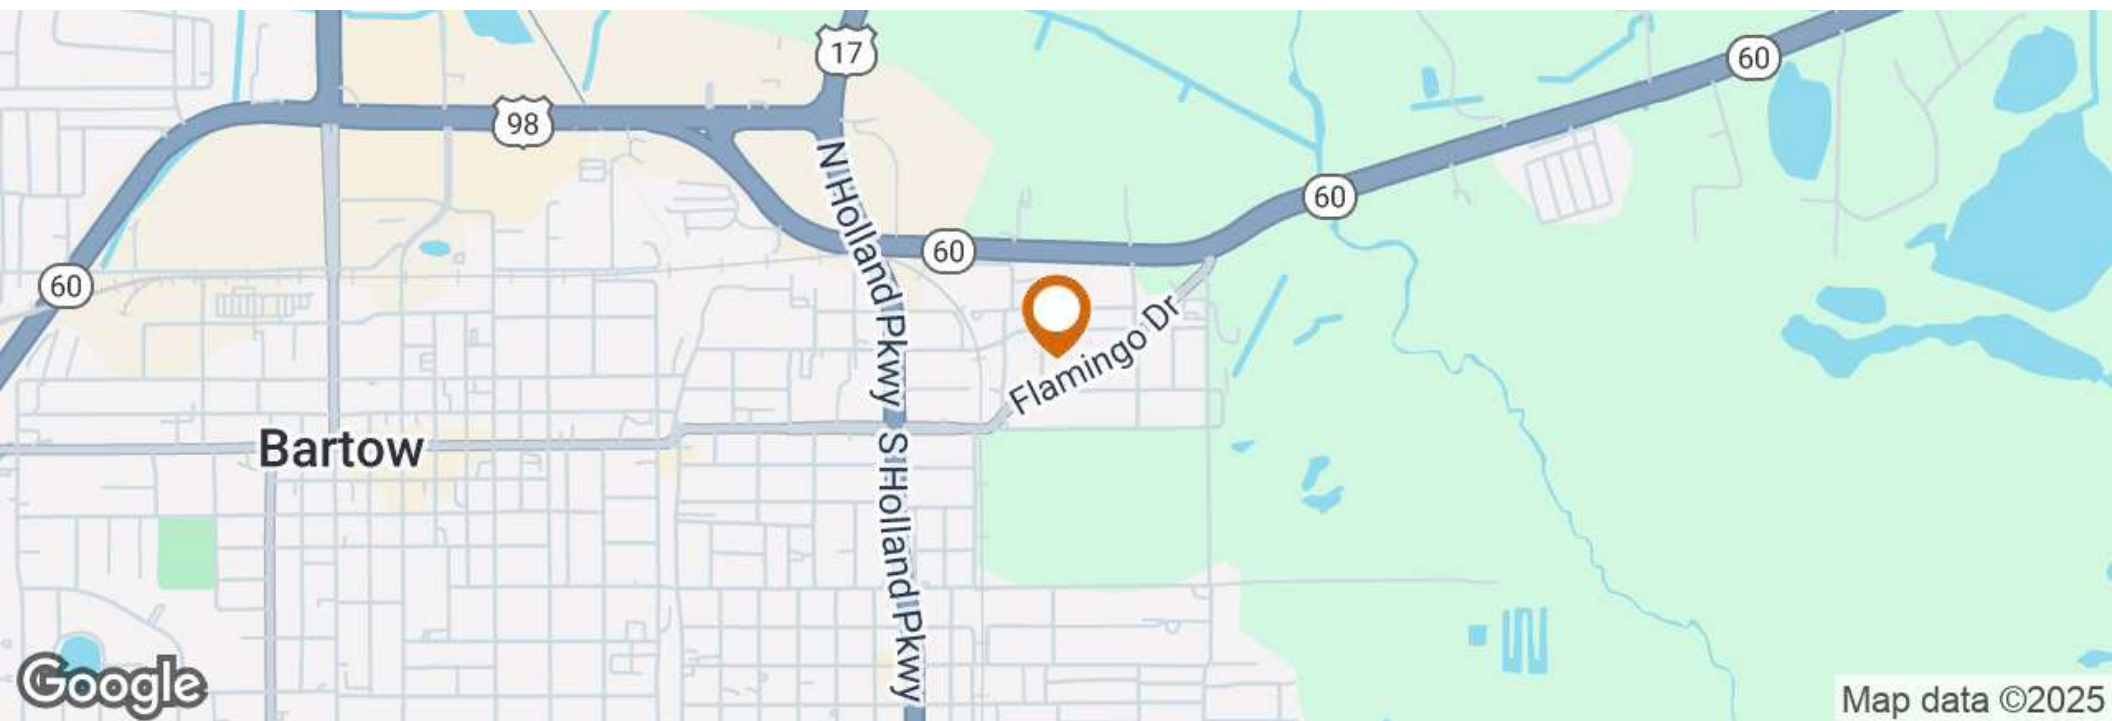 17
60
98
N Holland Pkwy
60
60
60
Flamingo Dr
Bartow
S Holland Pkwy
Google
Map data ©2025